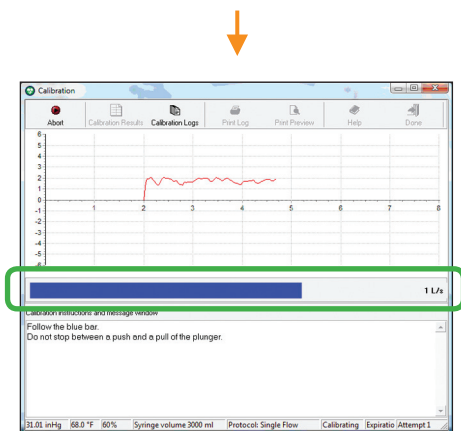 Calibration
Abort
Calibration Results
Calibration Logs
Print Log
Print Preview
Help
Done
6
5
4
3
2
1
0
-1
-2
-3
-4
-5
-6
1 2 3 4 5 6 7 8
1 L/s
Calibration instructions and message window
Follow the blue bar.
Do not stop between a push and a pull of the plunger.
31.01 inHg 68.0 °F 60% Syringe volume 3000 ml Protocol: Single Flow Calibrating Expiratio Attempt 1